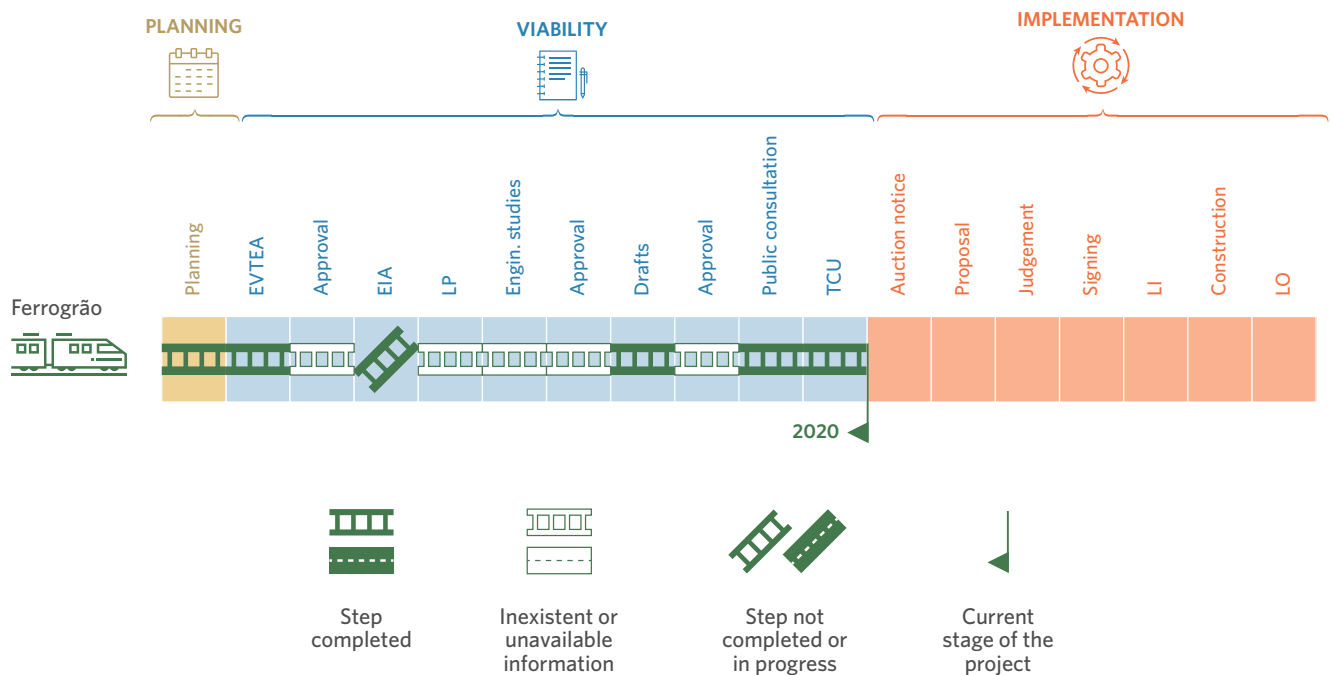 PLANNING
VIABILITY
IMPLEMENTATION
Planning
EVTEA
Approval
EIA
LP
Engin. studies
Approval
Drafts
Approval
Public consultation
TCU
Auction notice
Proposal
Judgement
Signing
LI
Construction
LO
Ferrogrão
2020
Step
completed
Inexistent or
unavailable
information
Step not
completed or
in progress
Current
stage of the
project